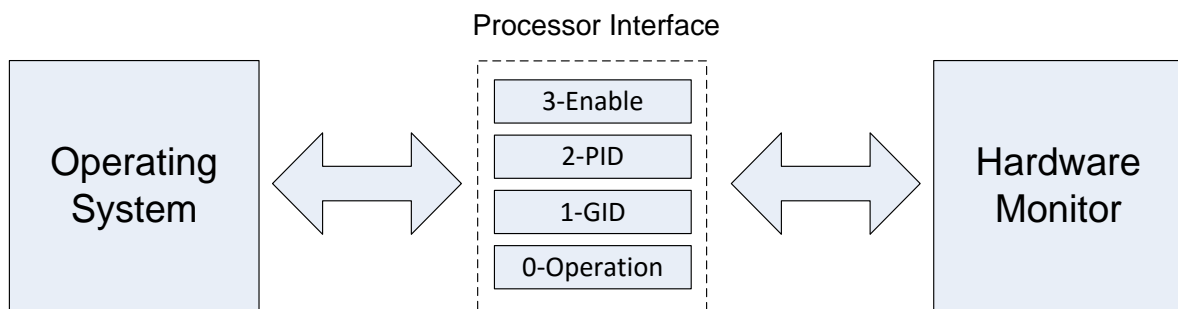 Processor Interface
Operating
System
3-Enable
2-PID
1-GID
0-Operation
Hardware
Monitor